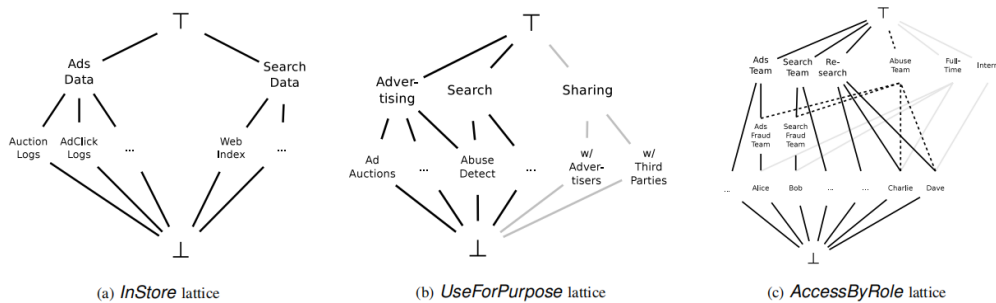 ⊤
Ads
Data
Search
Data
Auction
Logs
AdClick
Logs
...
Web
Index
...
⊥
(a) InStore lattice
⊤
Adver-
tising
Search
Sharing
Ad
Auctions
...
Abuse
Detect
...
w/
Adver-
tisers
w/
Third
Parties
⊥
(b) UseForPurpose lattice
⊤
Ads
Team
Search
Team
Re-
search
Abuse
Team
Full-
Time
Intern
Ads
Fraud
Team
Search
Fraud
Team
...
Alice
Bob
...
...
Charlie
Dave
⊥
(c) AccessByRole lattice